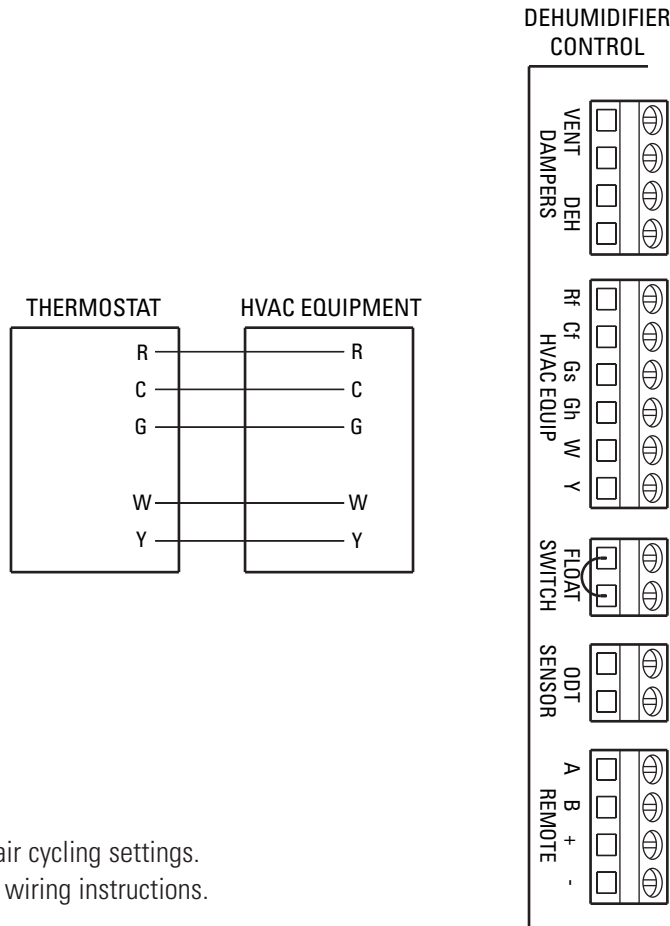 DEHUMIDIFIER
CONTROL
VENT
DEH
DAMPERS
THERMOSTAT
HVAC EQUIPMENT
R
C
G
W
Y
R
C
G
W
Y
Rf
Cf
Gs
Gh
W
Y
HVAC EQUIP
FLOAT
SWITCH
ODT
SENSOR
A
B
+
-
REMOTE
air cycling settings.
wiring instructions.